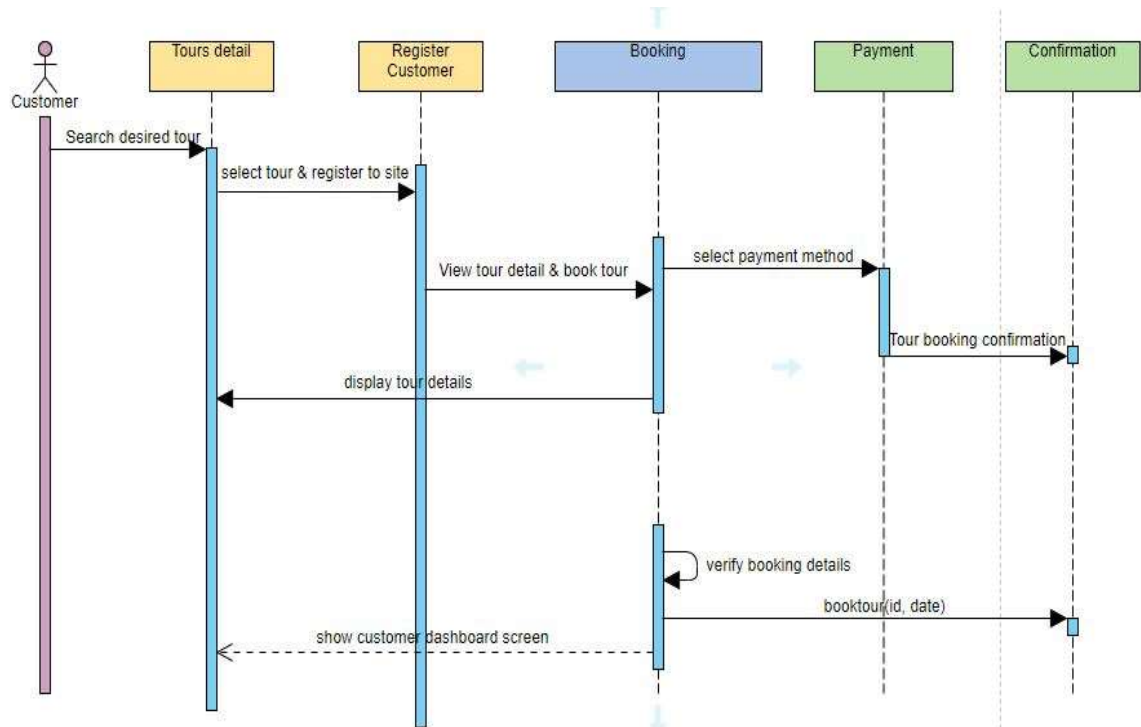 Tours detail
Register
Customer
Booking
Payment
Confirmation
Customer
Search desired tour
select tour & register to site
select payment method
View tour detail & book tour
Tour booking confirmation
display tour details
verify booking details
booktour(id, date)
show customer dashboard screen